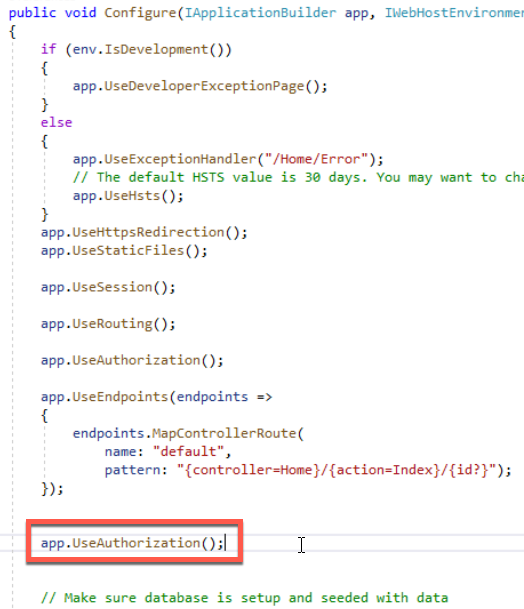 public void Configure(IApplicationBuilder app, IWebHostEnvironmen
{
if (env.IsDevelopment())
{
app.UseDeveloperExceptionPage();
}
else
{
app.UseExceptionHandler("/Home/Error");
// The default HSTS value is 30 days. You may want to cha
app.UseHsts();
}
app.UseHttpsRedirection();
app.UseStaticFiles();
app.UseSession();
app.UseRouting();
app.UseAuthorization();
app.UseEndpoints(endpoints =>
{
endpoints.MapControllerRoute(
name: "default",
pattern: "{controller=Home}/{action=Index}/{id?}");
});
app.UseAuthorization();
// Make sure database is setup and seeded with data